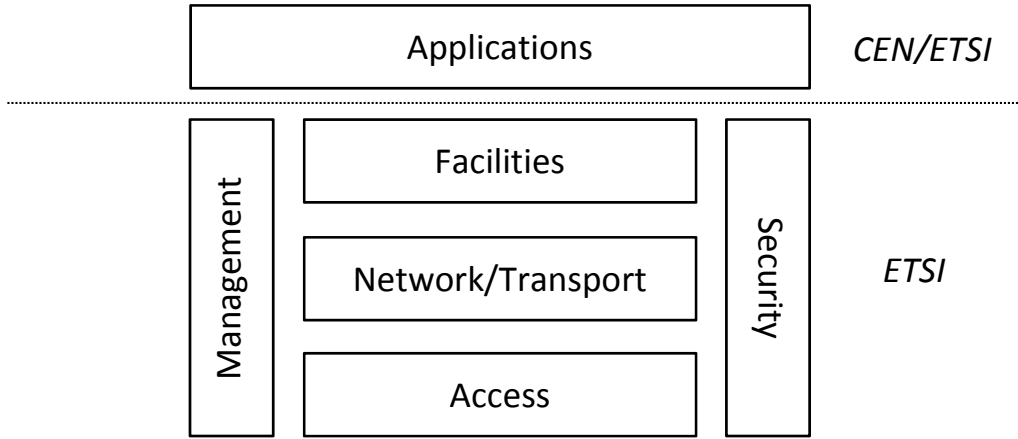 Applications
CEN/ETSI
Management
Facilities
Network/Transport
Access
Security
ETSI